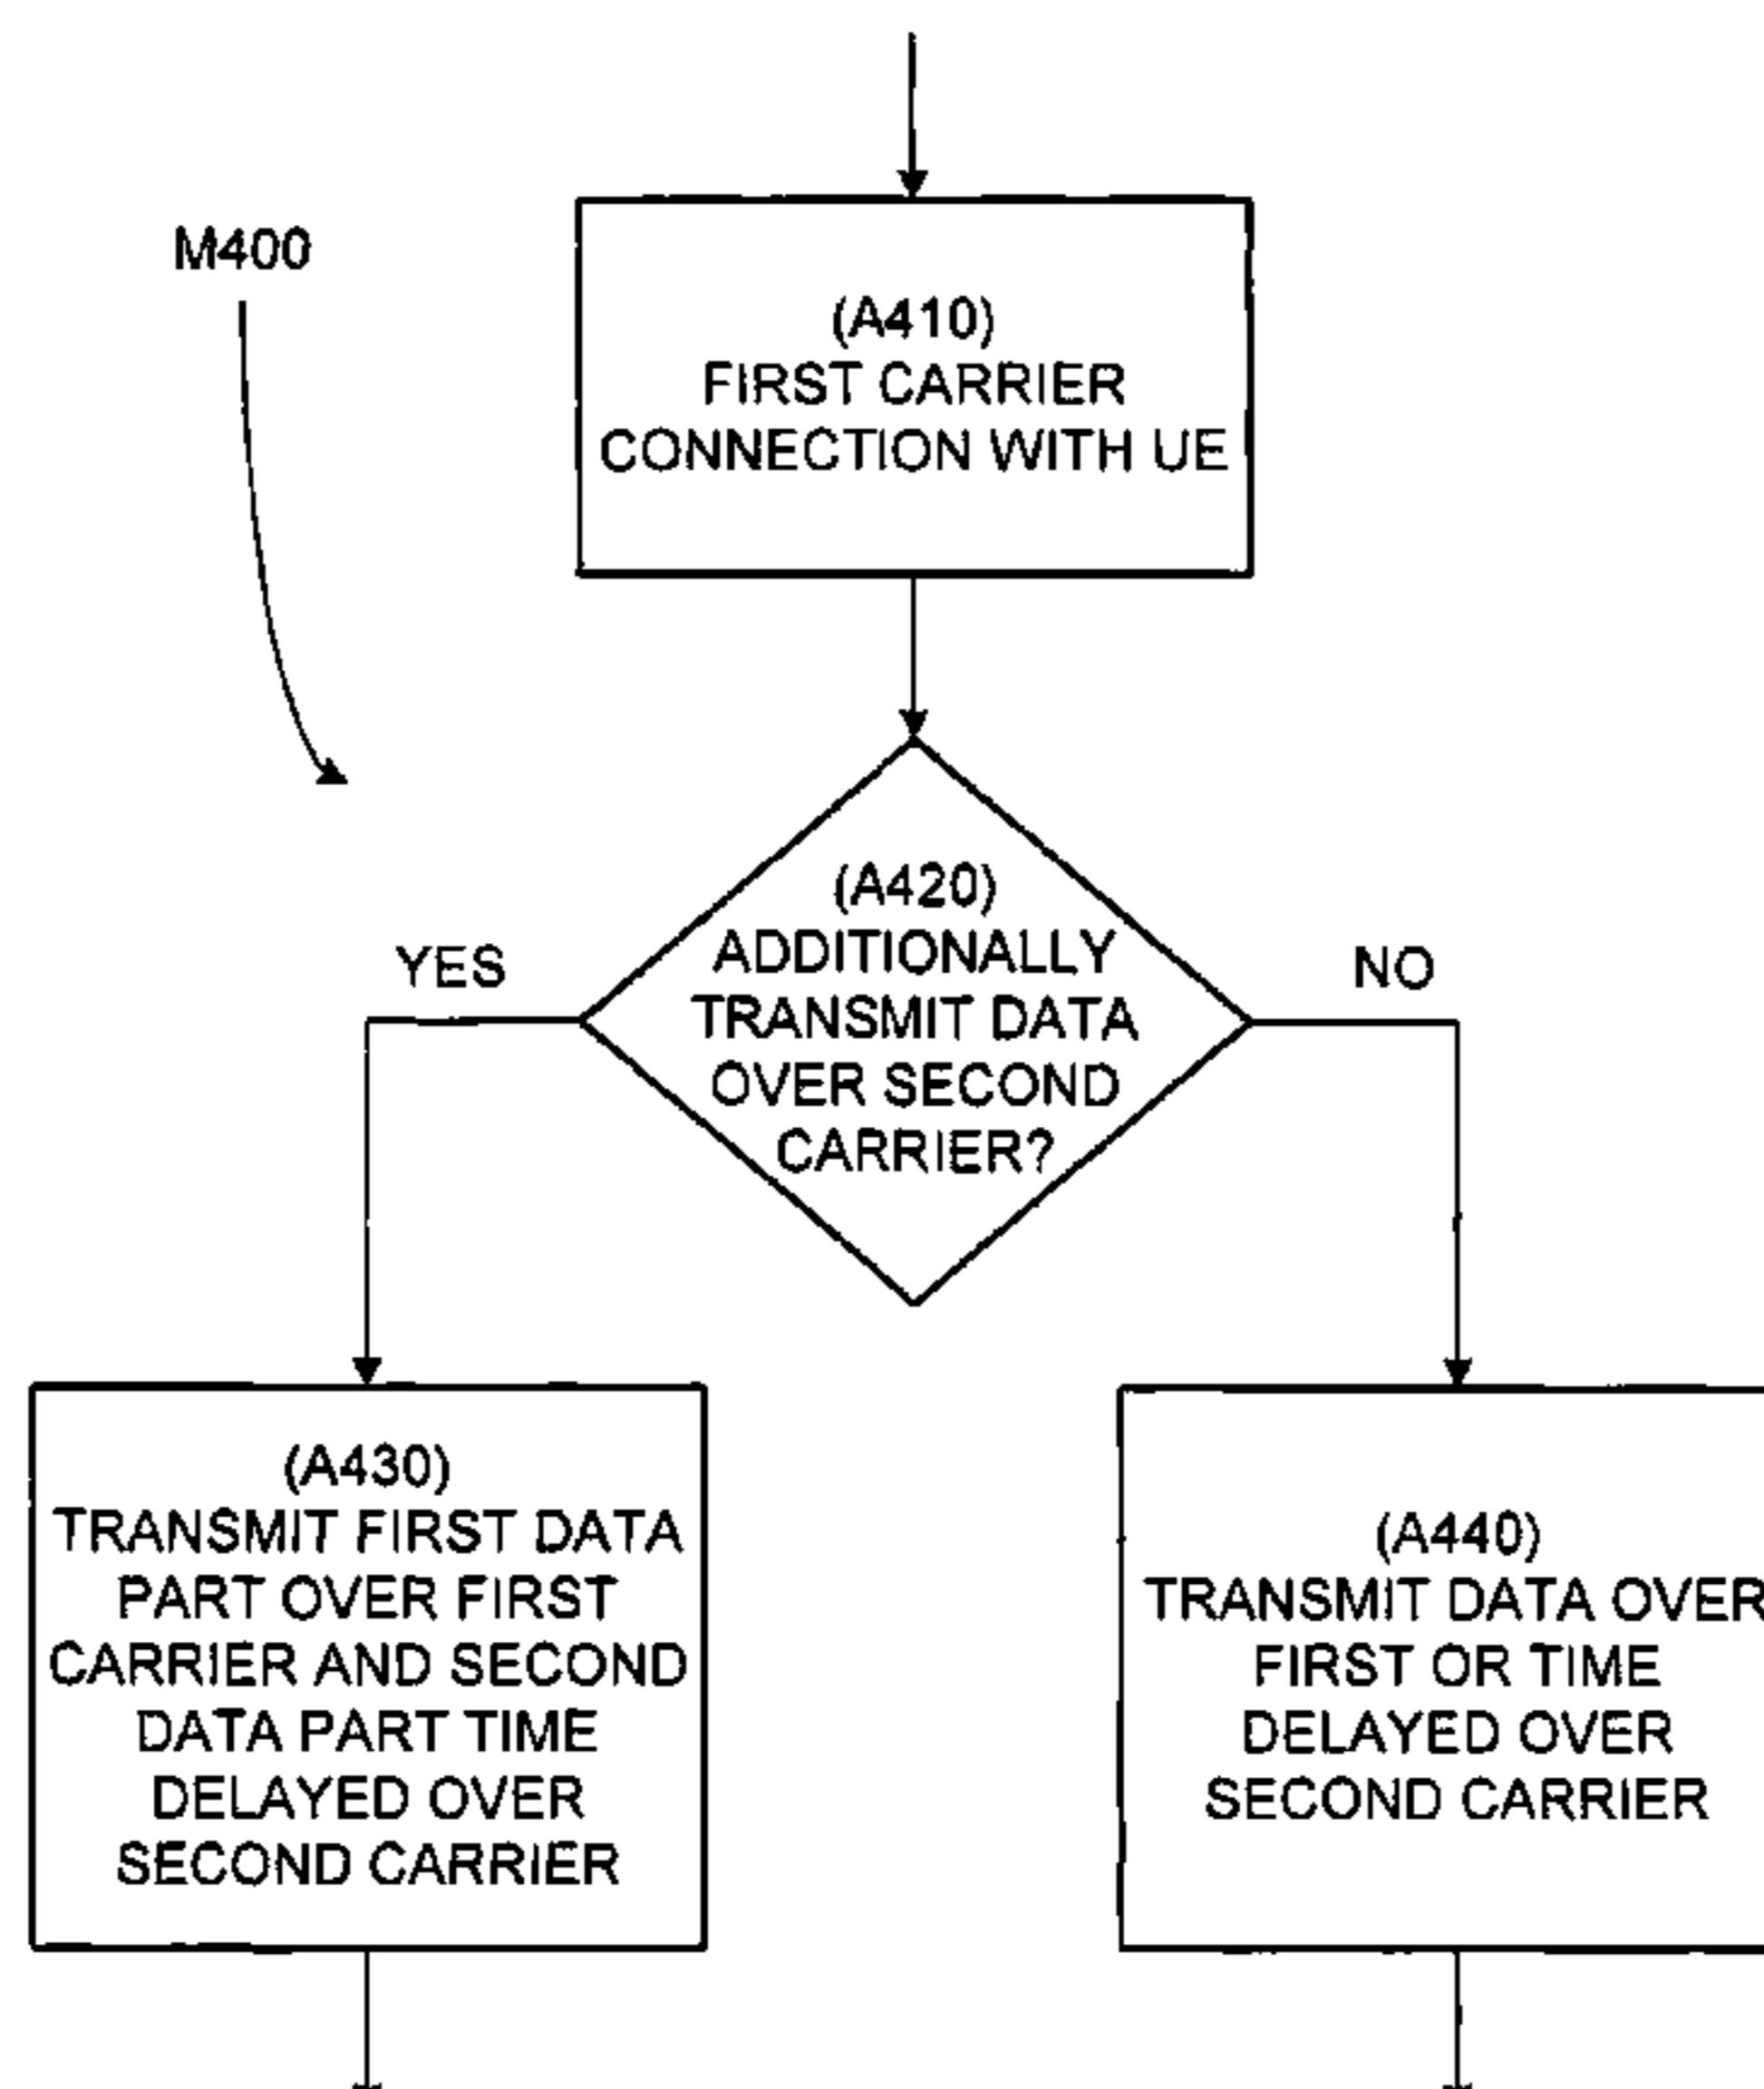 M400
(A410)
FIRST CARRIER
CONNECTION WITH UE
(A420)
ADDITIONALLY
TRANSMIT DATA
OVER SECOND
CARRIER?
YES
NO
(A430)
TRANSMIT FIRST DATA
PART OVER FIRST
CARRIER AND SECOND
DATA PART TIME
DELAYED OVER
SECOND CARRIER
(A440)
TRANSMIT DATA OVER
FIRST OR TIME
DELAYED OVER
SECOND CARRIER